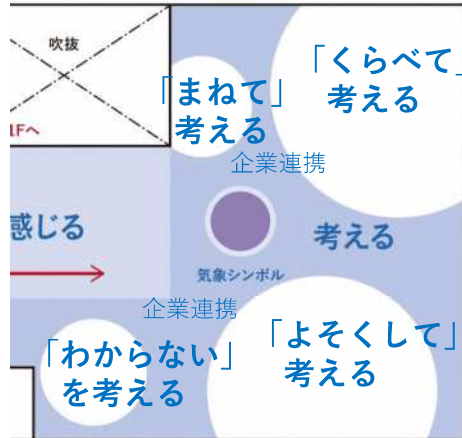 吹抜
1Fへ
「まねて」
考える
「くらべて」
考える
企業連携
感じる
考える
気象シンボル
企業連携
「わからない」
を考える
「よそくして」
考える